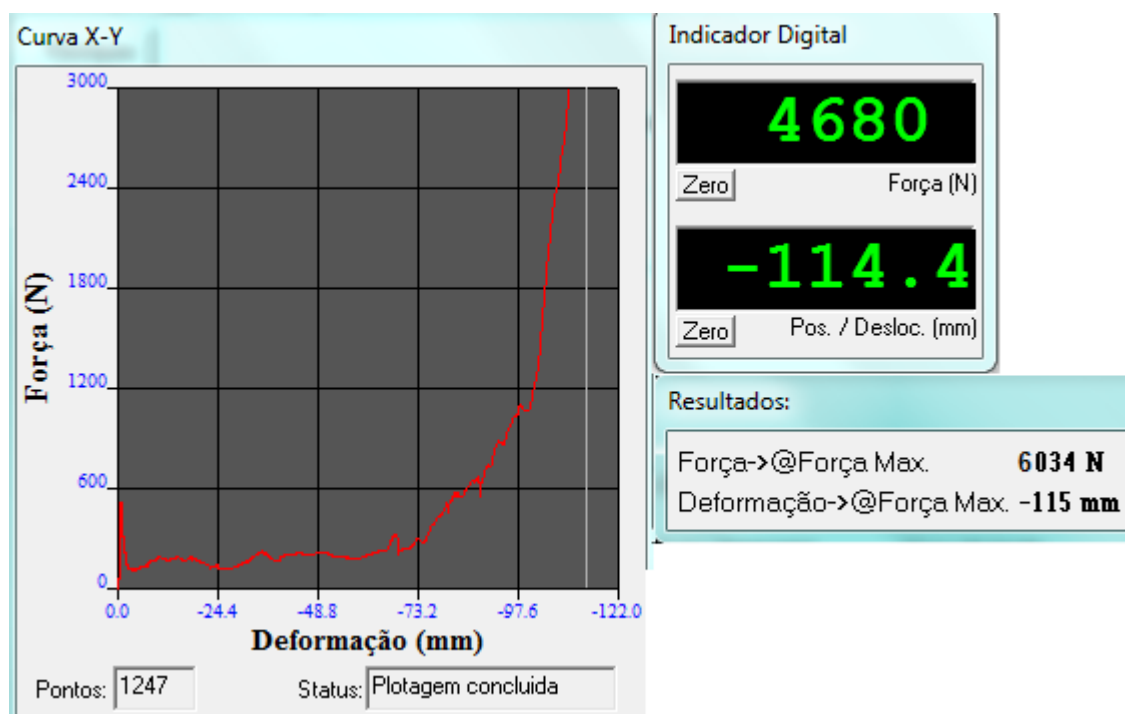 Curva X-Y
3000
2400
1800
1200
600
0
Força (N)
0.0 -24.4 -48.8 -73.2 -97.6 -122.0
Deformação (mm)
Pontos: 1247 Status: Plotagem concluida
Indicador Digital
4680
Zero Força (N)
-114.4
Zero Pos. / Desloc. (mm)
Resultados:
Força->@Força Max. 6034 N
Deformação->@Força Max. -115 mm